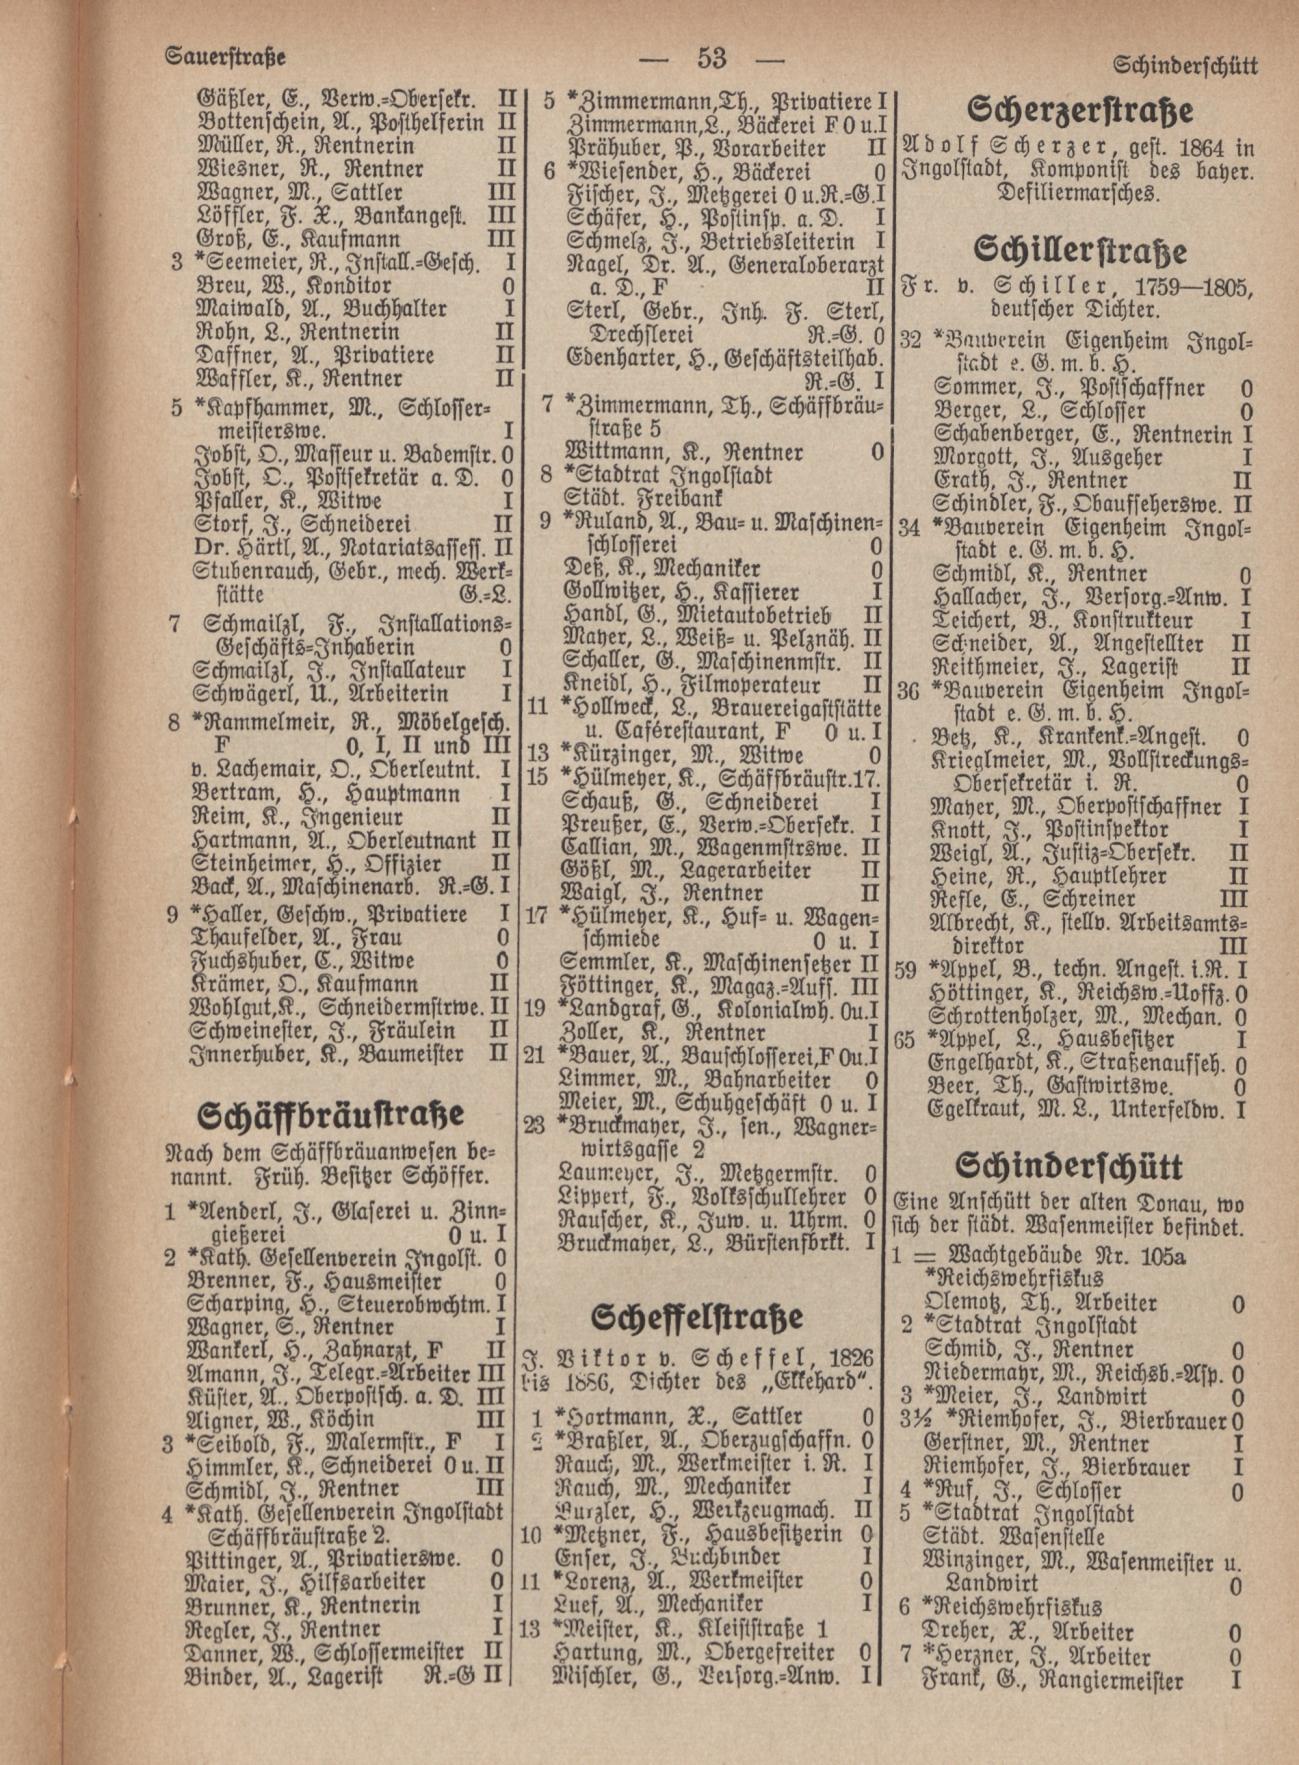 Sauerstraße
— 53 —
Schinderschütt
Gäßler, E., Verw.=Obersekr. II
Bottenschein, A., Posthelferin II
Müller, R., Rentnerin II
Wiesner, R., Rentner II
Wagner, M., Sattler III
Löffler, F. X., Bankangest. III
Groß, E., Kaufmann III
3 *Seemeier, R., Install.=Gesch. I
Breu, W., Konditor 0
Maiwald, A., Buchhalter I
Rohn, L., Rentnerin II
Daffner, A., Privatiere II
Waffler, K., Rentner II
5 *Kapfhammer, M., Schlosser=
meisterswe. I
Jobst, O., Masseur u. Bademstr. 0
Jobst, O., Postsekretär a. D. 0
Pfaller, K., Witwe I
Storf, J., Schneiderei II
Dr. Härtl, A., Notariatsassess. II
Stubenrauch, Gebr., mech. Werk=
stätte G.=L.
7 Schmailzl, F., Installations=
Geschäfts=Inhaberin 0
Schmailzl, J., Installateur I
Schwägerl, U., Arbeiterin I
8 *Rammelmeir, R., Möbelgesch.
F 0, I, II und III
v. Lachemair, O., Oberleutnt. I
Bertram, H., Hauptmann I
Reim, K., Ingenieur II
Hartmann, A., Oberleutnant II
Steinheimer, H., Offizier II
Back, A., Maschinenarb. R.=G. I
9 *Haller, Geschw., Privatiere I
Thaufelder, A., Frau 0
Fuchshuber, C., Witwe 0
Krämer, O., Kaufmann II
Wohlgut,K., Schneidermstrwe. II
Schweinester, J., Fräulein II
Innerhuber, K., Baumeister II
Schäffbräustraße
Nach dem Schäffbräuanwesen be=
nannt. Früh. Besitzer Schöffer.
1 *Aenderl, J., Glaserei u. Zinn=
gießerei 0 u. I
2 *Kath. Gesellenverein Ingolst. 0
Brenner, F., Hausmeister 0
Scharping, H., Steuerobwchtm. I
Wagner, S., Rentner I
Wankerl, H., Zahnarzt, F II
Amann, J., Telegr.=Arbeiter III
Küster, A., Oberpostsch. a. D. III
Aigner, W., Köchin III
3 *Seibold, F., Malermstr., F I
Himmler, K., Schneiderei 0 u. II
Schmidl, J., Rentner III
4 *Kath. Gesellenverein Ingolstadt
Schäffbräustraße 2.
Pittinger, A., Privatierswe. 0
Maier, J., Hilfsarbeiter 0
Brunner, K., Rentnerin I
Regler, J., Rentner I
Danner, W., Schlossermeister II
Binder, A., Lagerist R.=G II
5 *Zimmermann,Th., Privatiere I
Zimmermann,L., Bäckerei F 0 u.I
Prähuber, P., Vorarbeiter II
6 *Wiesender, H., Bäckerei 0
Fischer, J., Metzgerei 0 u.R.=G.I
Schäfer, H., Postinsp. a. D. I
Schmelz, J., Betriebsleiterin I
Nagel, Dr. A., Generaloberarzt
a. D., F II
Sterl, Gebr., Inh. F. Sterl,
Drechslerei R.=G. 0
Edenharter, H., Geschäftsteilhab.
R.=G. I
7 *Zimmermann, Th., Schäffbräu=
straße 5
Wittmann, K., Rentner 0
8 *Stadtrat Ingolstadt
Städt. Freibank
9 *Ruland, A., Bau= u. Maschinen=
schlosserei 0
Deß, K., Mechaniker 0
Gollwitzer, H., Kassierer I
Handl, G., Mietautobetrieb II
Mayer, L., Weiß= u. Pelznäh. II
Schaller, G., Maschinenmstr. II
Kneidl, H., Filmoperateur II
11 *Hollweck, L., Brauereigaststätte
u. Caférestaurant, F 0 u. I
13 *Kürzinger, M., Witwe 0
15 *Hülmeyer,K., Schäffbräustr.17.
Schauß, G., Schneiderei I
Preußer, E., Verw.=Obersekr. I
Callian, M., Wagenmstrswe. II
Gößl, M., Lagerarbeiter II
Waigl, J., Rentner II
17 *Hülmeyer, K., Huf= u. Wagen=
schmiede 0 u. I
Semmler, K., Maschinensetzer II
Föttinger, K., Magaz.=Auff. III
19 *Landgraf,G., Kolonialwh. 0u.I
Zoller, K., Rentner I
21 *Bauer, A., Bauschlosserei,F 0u.I
Limmer, M., Bahnarbeiter 0
Meier, M., Schuhgeschäft 0 u. I
23 *Bruckmayer, J., sen., Wagner=
wirtsgasse 2
Laumeyer, J., Metzgermstr. 0
Lippert, F., Volksschullehrer 0
Rauscher, K., Juw. u. Uhrm. 0
Bruckmayer, L., Bürstenfbrkt. I
Scheffelstraße
J. Viktor v. Scheffel, 1826
bis 1886, Dichter des „Ekkehard“.
1 *Hortmann, X., Sattler 0
2 *Braßler, A., Oberzugschaffn. 0
Rauch, M., Werkmeister i. R. I
Rauch, M., Mechaniker I
Burzler, H., Werkzeugmach. II
10 *Metzner, F., Hausbesitzerin 0
Enser, J., Buchbinder I
11 *Lorenz, A., Werkmeister 0
Luef, A., Mechaniker I
13 *Meister, K., Kleiststraße 1
Hartung, M., Obergefreiter 0
Mischler, G., Versorg.=Anw. I
Scherzerstraße
Adolf Scherzer, gest. 1864 in
Ingolstadt, Komponist des bayer.
Defiliermarsches.
Schillerstraße
Fr. v. Schiller, 1759—1805,
deutscher Dichter.
32 *Bauverein Eigenheim Ingol=
stadt e. G. m. b. H.
Sommer, J., Postschaffner 0
Berger, L., Schlosser 0
Schabenberger, E., Rentnerin I
Morgott, J., Ausgeher I
Erath, J., Rentner II
Schindler, F., Obaufseherswe. II
34 *Bauverein Eigenheim Ingol=
stadt e. G. m. b. H.
Schmidl, K., Rentner 0
Hallacher, J., Versorg.=Anw. I
Teichert, B., Konstrukteur I
Schneider, A., Angestellter II
Reithmeier, J., Lagerist II
36 *Bauverein Eigenheim Ingol=
stadt e. G. m. b. H.
Betz, K., Krankenk.=Angest. 0
Krieglmeier, M., Vollstreckungs=
Obersekretär i. R. 0
Mayer, M., Oberpostschaffner I
Knott, J., Postinspektor I
Weigl, A., Justiz=Obersekr. II
Heine, R., Hauptlehrer II
Refle, E., Schreiner III
Albrecht, K., stellv. Arbeitsamts=
direktor III
59 *Appel, B., techn. Angest. i.R. I
Höttinger, K., Reichsw.=Uoffz. 0
Schrottenholzer, M., Mechan. 0
65 *Appel, L., Hausbesitzer I
Engelhardt, K., Straßenaufseh. 0
Beer, Th., Gastwirtswe. 0
Egelkraut, M. L., Unterfeldw. I
Schinderschütt
Eine Anschütt der alten Donau, wo
sich der städt. Wasenmeister befindet.
1 = Wachtgebäude Nr. 105a
*Reichswehrfiskus
Olemotz, Th., Arbeiter 0
2 *Stadtrat Ingolstadt
Schmid, J., Rentner 0
Niedermayr, M., Reichsb.=Asp. 0
3 *Meier, J., Landwirt 0
3½ *Riemhofer, J., Bierbrauer 0
Gerstner, M., Rentner I
Riemhofer, J., Bierbrauer I
4 *Ruf, J., Schlosser 0
5 *Stadtrat Ingolstadt
Städt. Wasenstelle
Winzinger, M., Wasenmeister u.
Landwirt 0
6 *Reichswehrfiskus
Dreher, X., Arbeiter 0
7 *Herzner, J., Arbeiter 0
Frank, G., Rangiermeister I